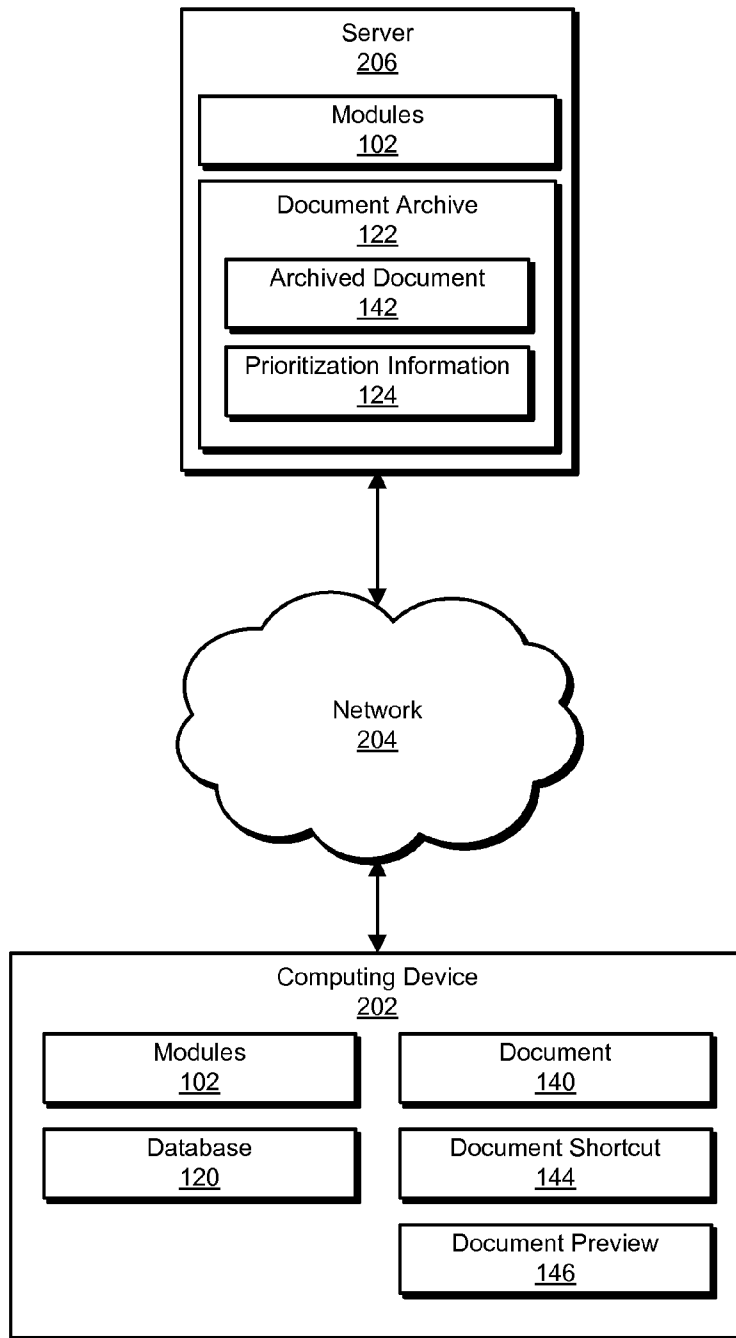 Server
206
Modules
102
Document Archive
122
Archived Document
142
Prioritization Information
124
Network
204
Computing Device
202
Modules
102
Database
120
Document
140
Document Shortcut
144
Document Preview
146